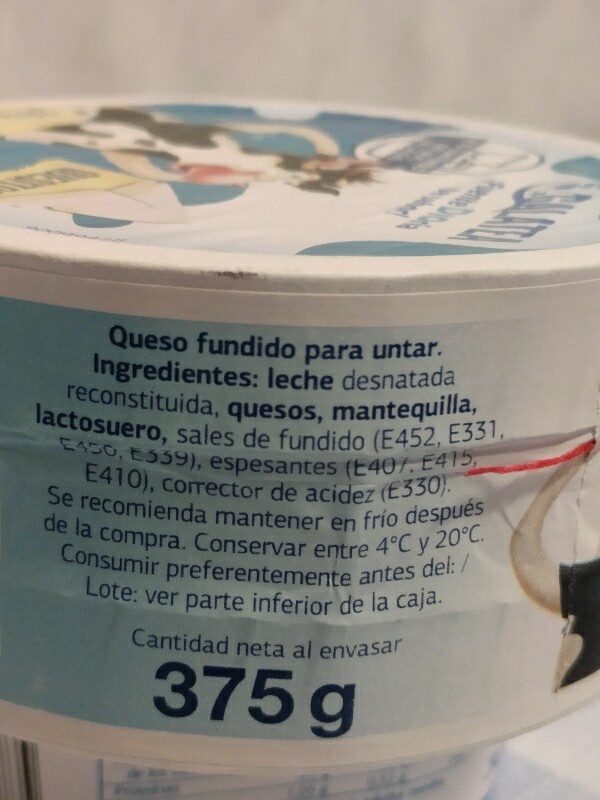 Queso fundido para untar.
Ingredientes: leche desnatada
reconstituida, quesos, mantequilla,
lactosuero, sales de fundido (E452, E331,
E450, E339), espesantes (E407, E415,
E410), corrector de acidez (E330).
Se recomienda mantener en frío después
de la compra. Conservar entre 4°C y 20°C.
Consumir preferentemente antes del: /
Lote: ver parte inferior de la caja.
Cantidad neta al envasar
375 g